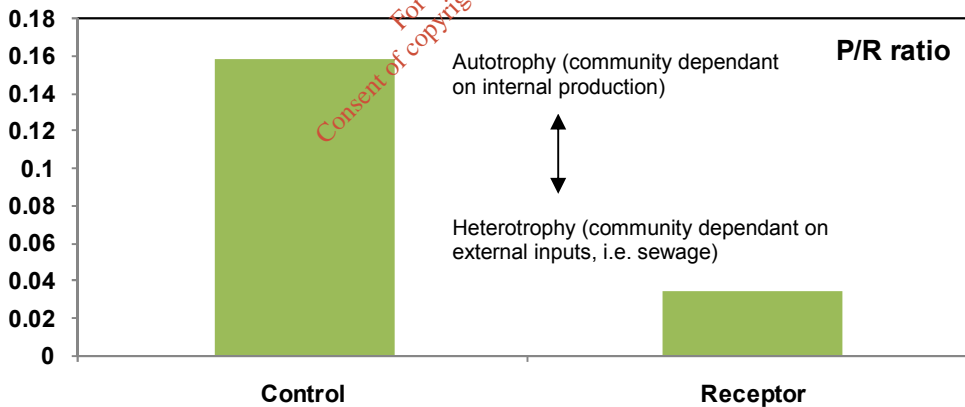 0.18
0.16
0.14
0.12
0.1
0.08
0.06
0.04
0.02
0
For
Consent of copyrig
P/R ratio
Autotrophy (community dependant
on internal production)
Heterotrophy (community dependant on
external inputs, i.e. sewage)
Control
Receptor